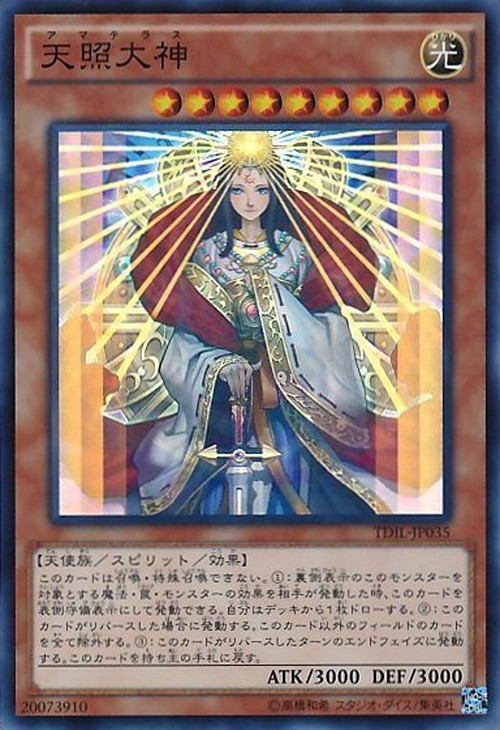 アマテラス
天照大神
ひかり
光
TDIL-JP035
【天使族／スピリット／効果】
このカードは召喚・特殊召喚できない。①：裏側表示のこのモンスターを
対象とする魔法・罠・モンスターの効果を相手が発動した時、このカードを
表側守備表示にして発動できる。自分はデッキから1枚ドローする。②：この
カードがリバースした場合に発動する。このカード以外のフィールドのカード
を全て除外する。③：このカードがリバースしたターンのエンドフェイズに発動
する。このカードを持ち主の手札に戻す。
ATK/3000 DEF/3000
20073910
©高橋和希 スタジオ・ダイス/集英社